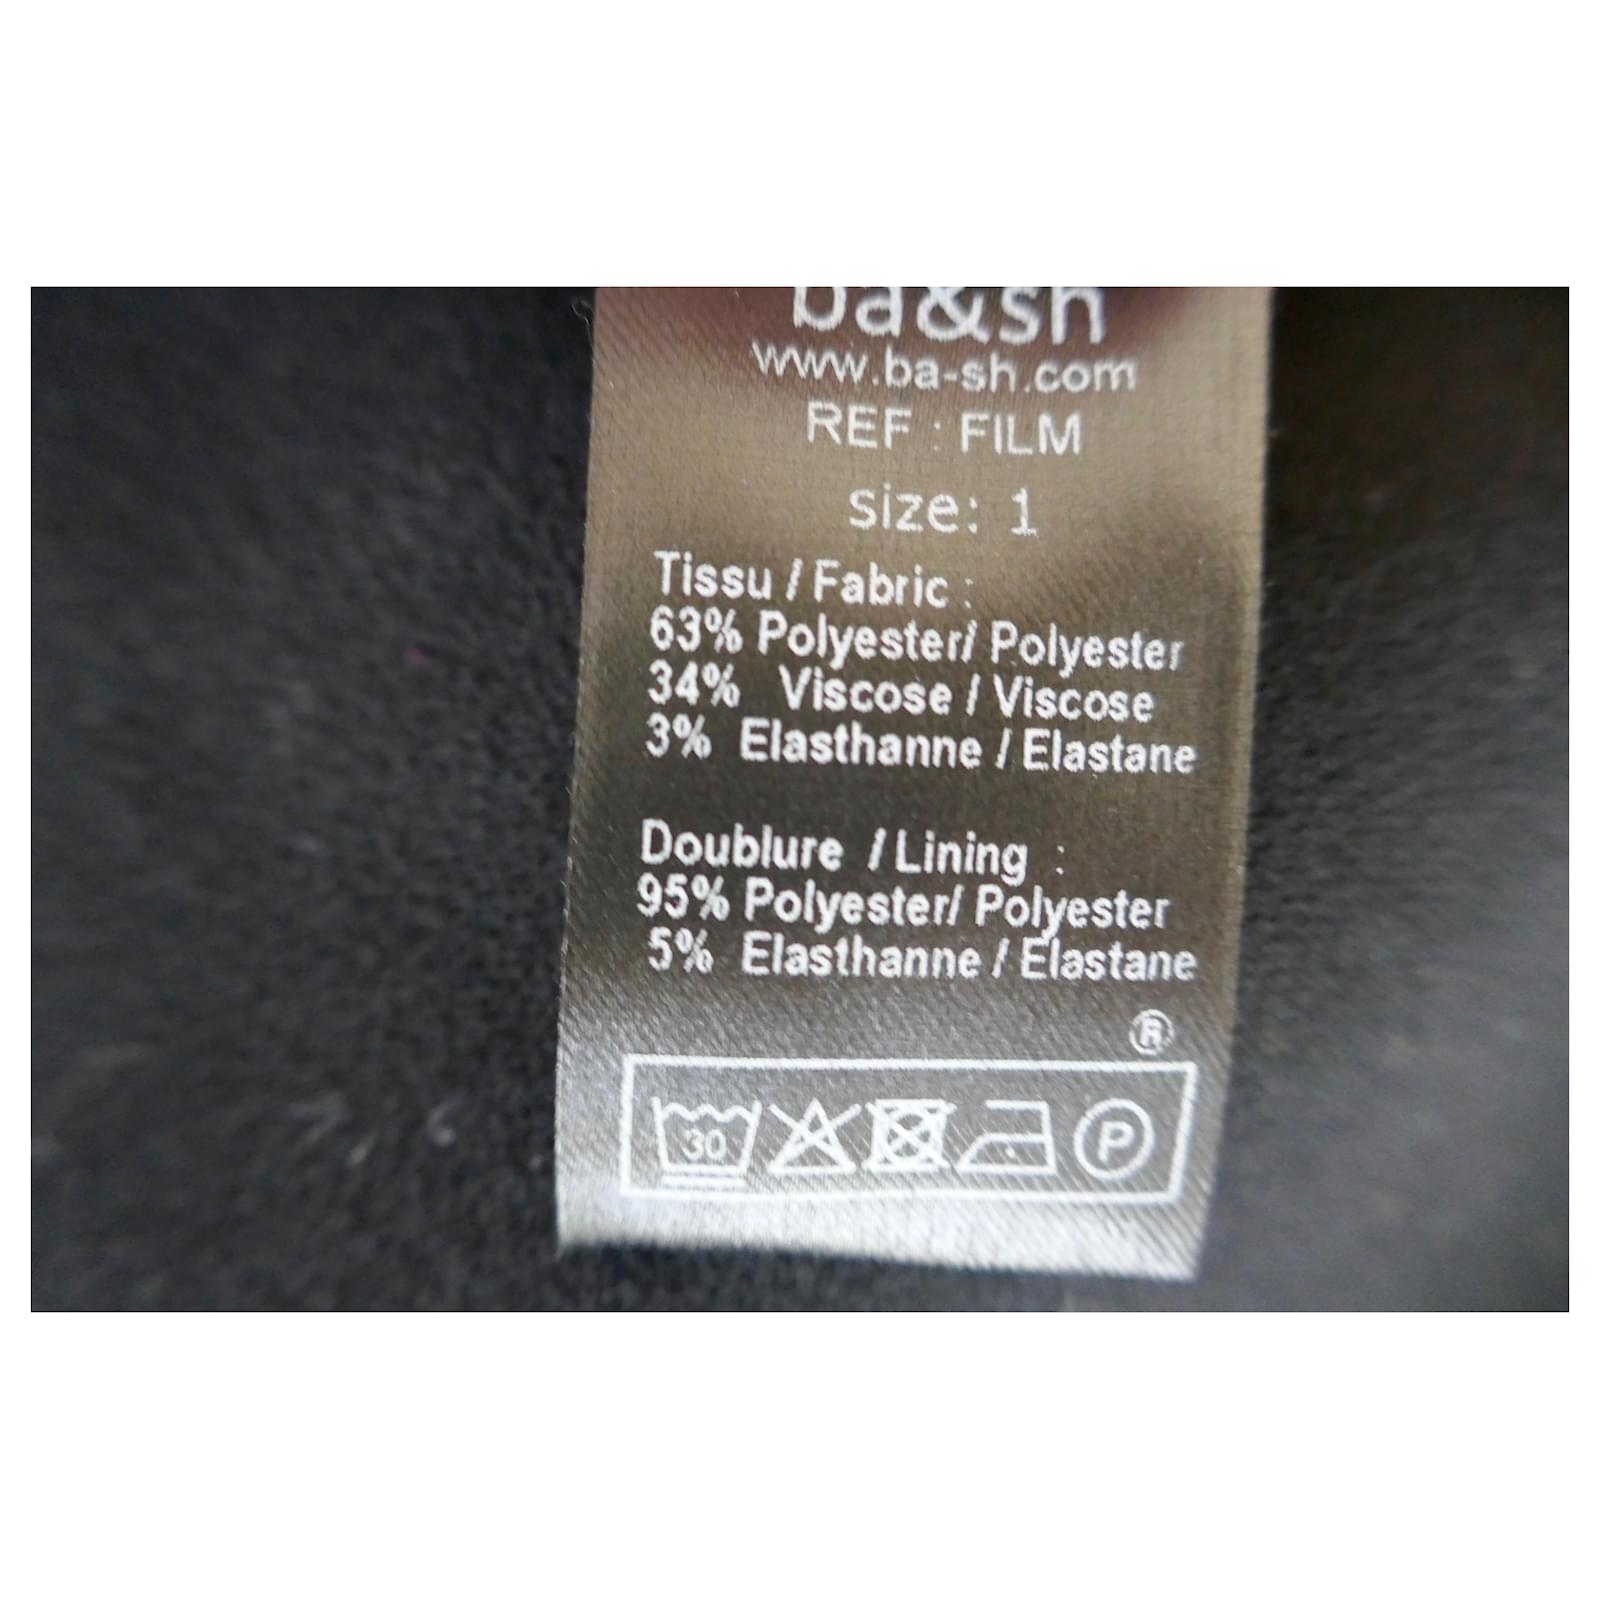 ba&sh
www.ba-sh.com
REF : FILM
size: 1
Tissu / Fabric :
63% Polyester/ Polyester
34% Viscose / Viscose
3% Elasthanne / Elastane
Doublure / Lining :
95% Polyester/ Polyester
5% Elasthanne / Elastane
®
30 P